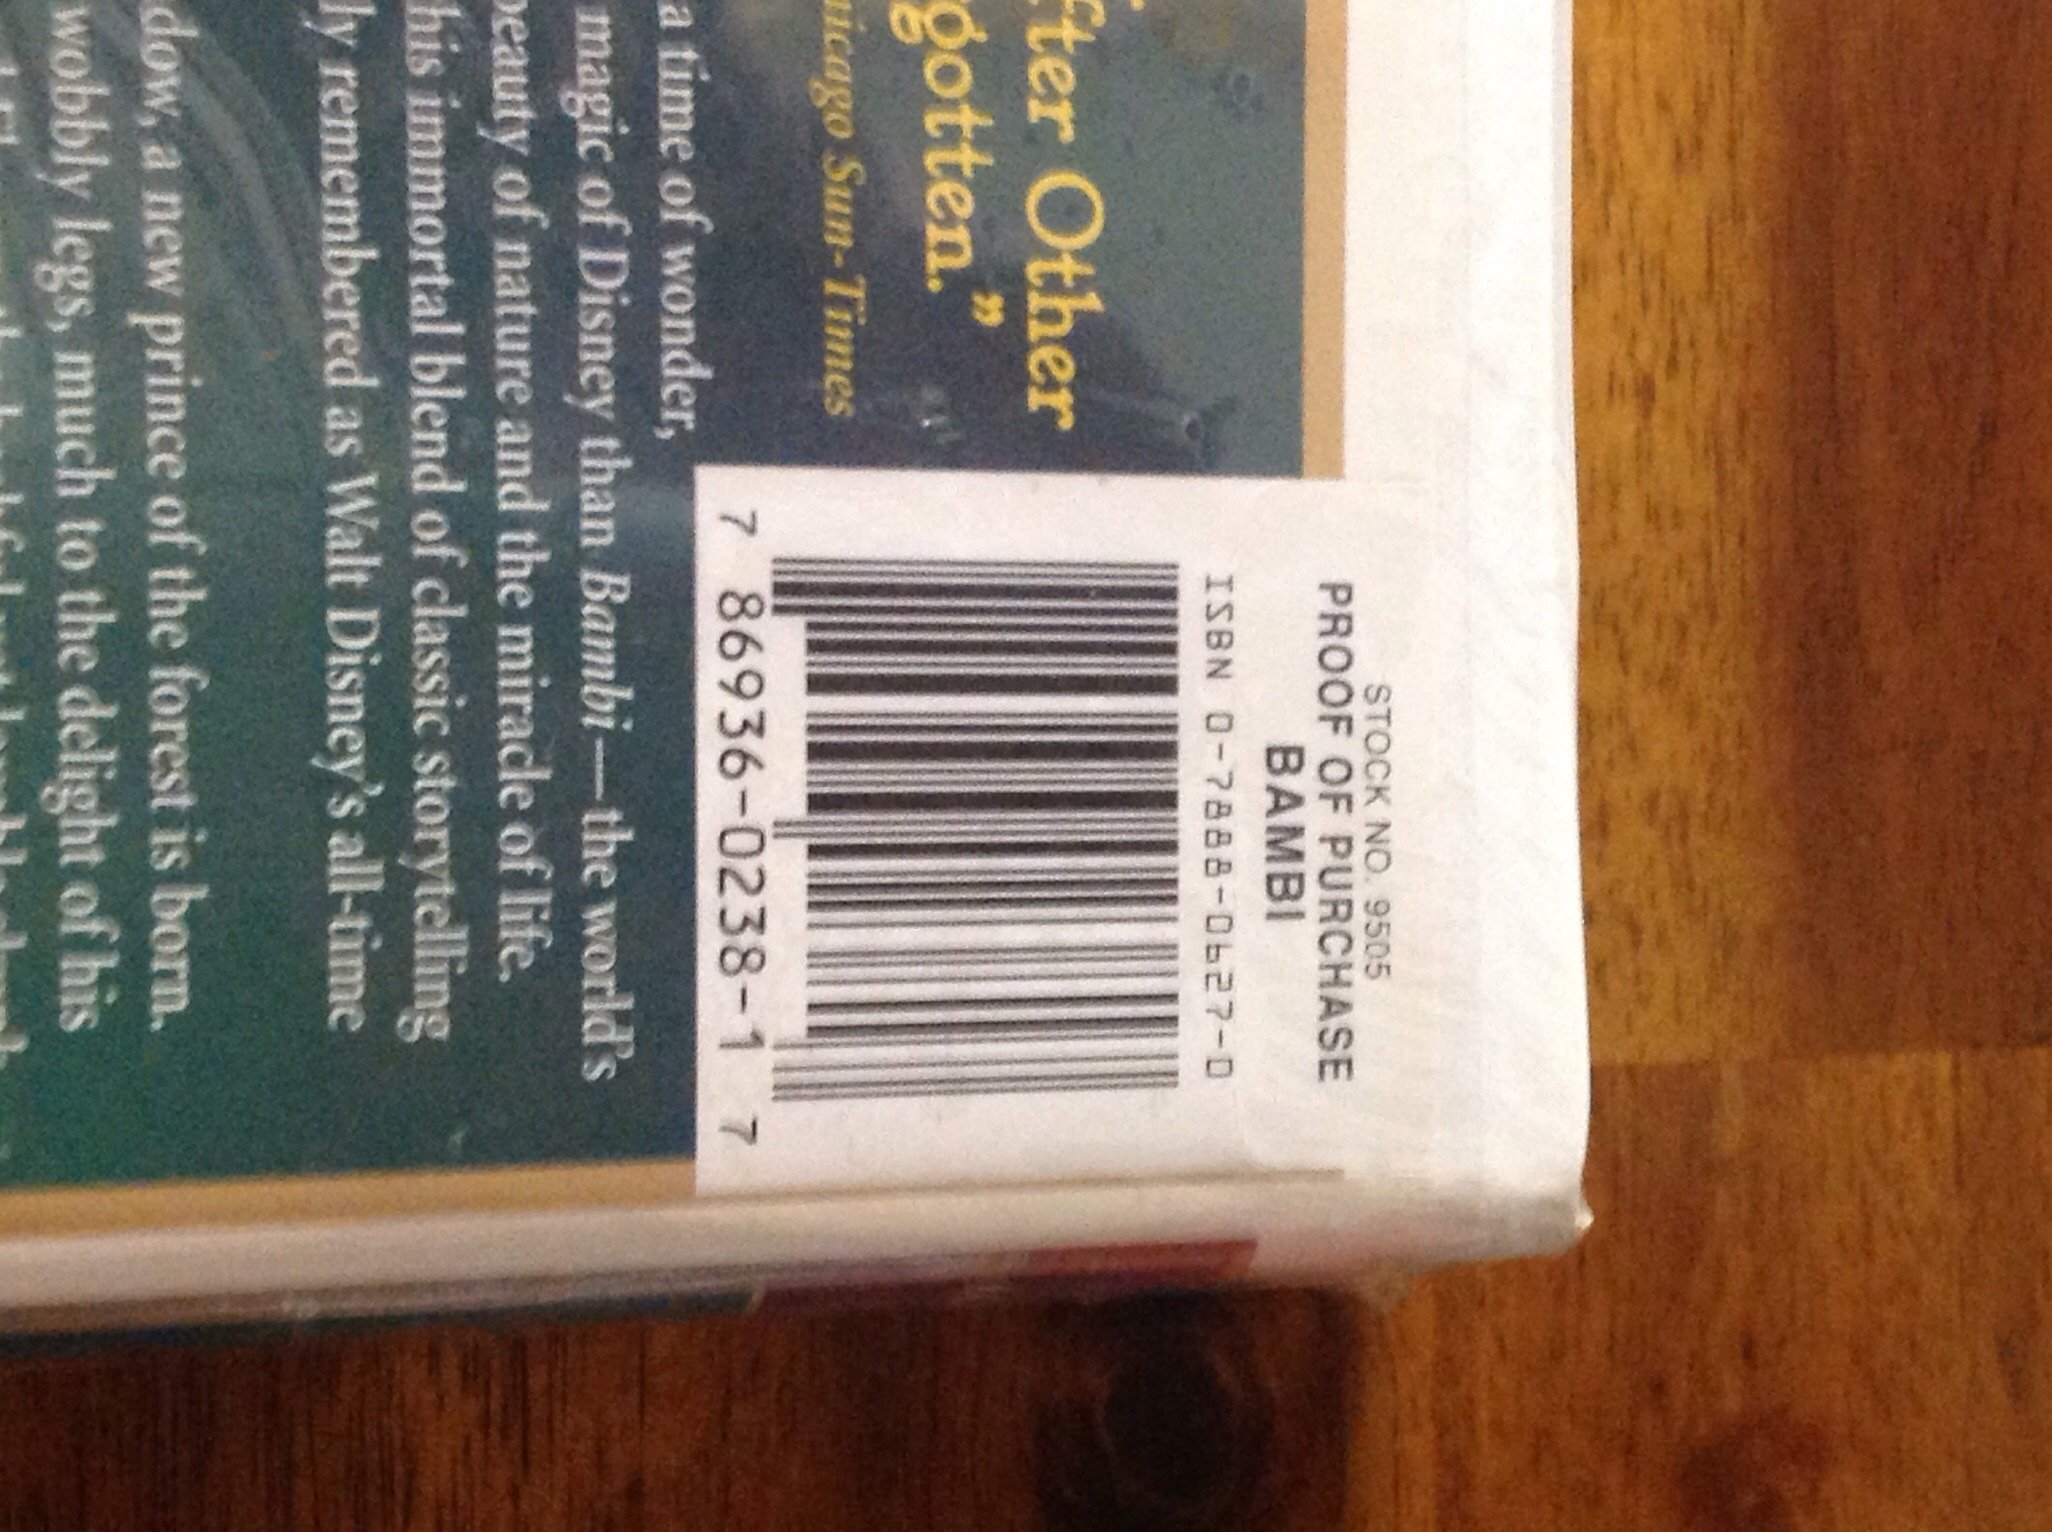 fter Other
gotten.”
icago Sun-Times
a time of wonder,
magic of Disney than Bambi—the world's
beauty of nature and the miracle of life.
his immortal blend of classic storytelling
ly remembered as Walt Disney's all-time
dow, a new prince of the forest is born.
wobbly legs, much to the delight of his
STOCK NO. 9505
PROOF OF PURCHASE
BAMBI
ISBN 0-7888-0627-0
7 86936-0238-1 7